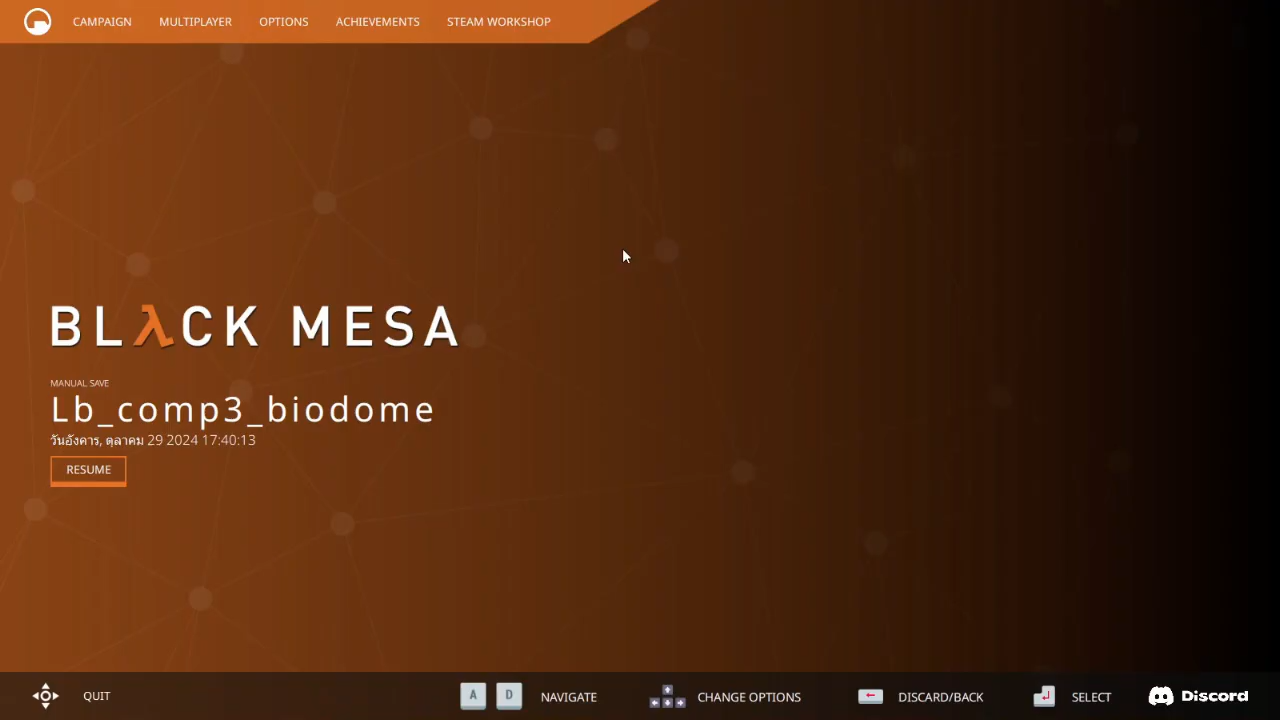 CAMPAIGN MULTIPLAYER OPTIONS ACHIEVEMENTS STEAM WORKSHOP
BLλCK MESA
MANUAL SAVE
Lb_comp3_biodome
วันอังคาร, ตุลาคม 29 2024 17:40:13
RESUME
QUIT A D NAVIGATE CHANGE OPTIONS DISCARD/BACK SELECT Discord